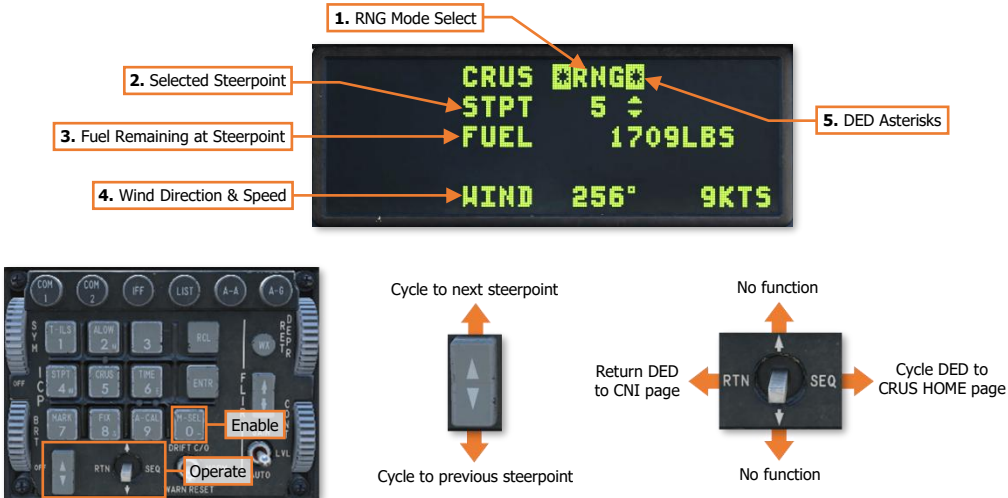 1. RNG Mode Select
2. Selected Steerpoint
3. Fuel Remaining at Steerpoint
4. Wind Direction & Speed
5. DED Asterisks
CRUS *RNG*
STPT 5
FUEL 1709LBS
WIND 256° 9KTS
COM 1
COM 2
IFF
LIST
A-A
A-G
SYM
RET DEPR
T-ILS 1
ALOW 2 N
3
RCL
WX
OFF
ICP
STPT 4 W
CRUS 5
TIME 6 E
ENTR
FLIR
CONT
BRT
MARK 7
FIX 8 S
A-CAL 9
M-SEL 0 -
Enable
DRIFT C/O
OFF
RTN
SEQ
Operate
WARN RESET
LVL
AUTO
Cycle to next steerpoint
Cycle to previous steerpoint
No function
Return DED
to CNI page
RTN
SEQ
Cycle DED to
CRUS HOME page
No function